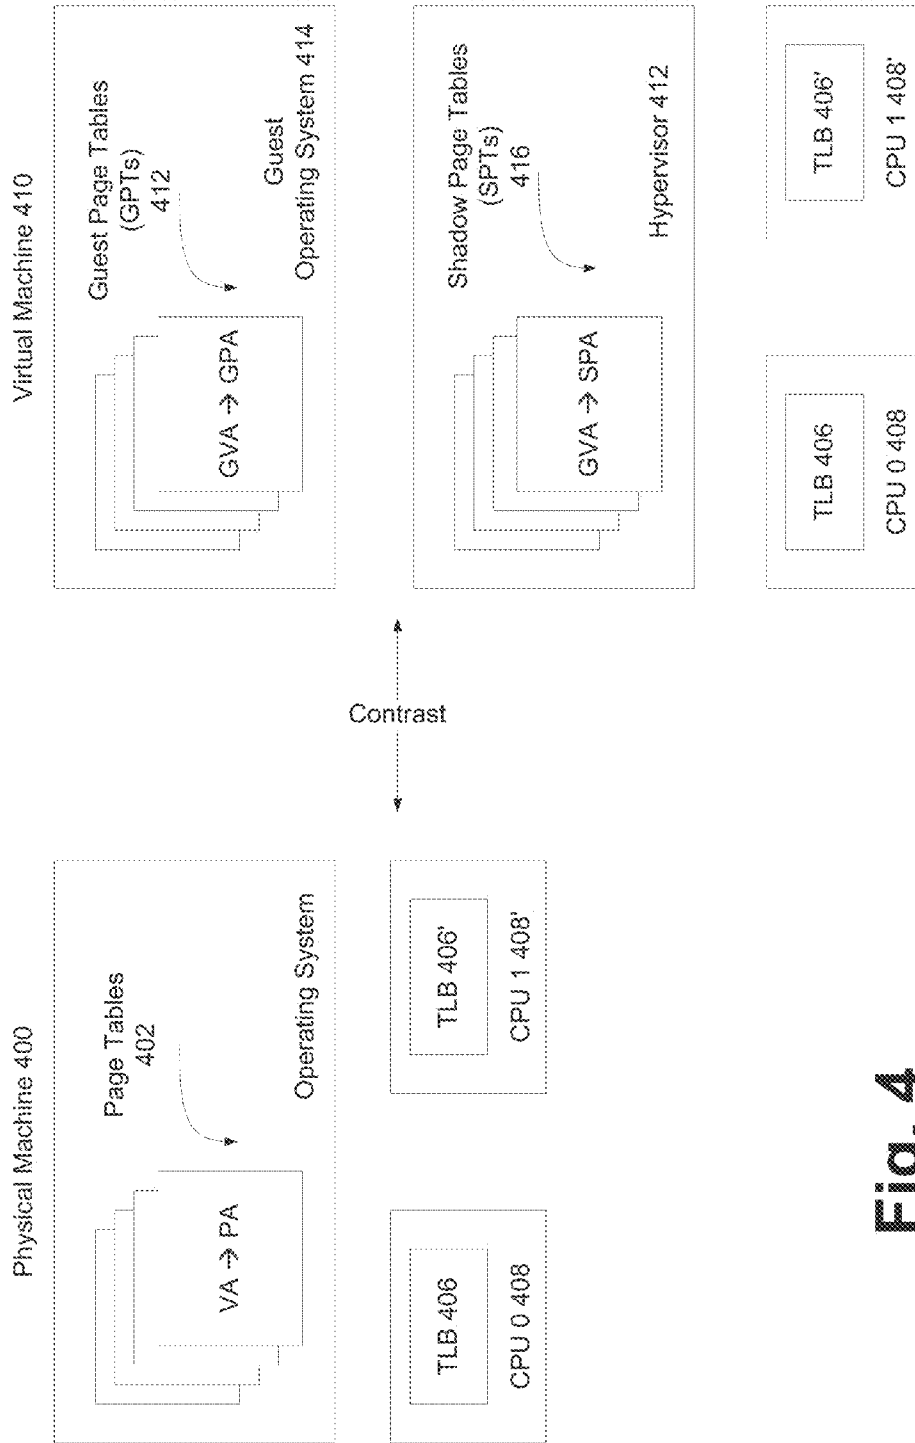 Physical Machine 400
Page Tables
402
VA → PA
Operating System
TLB 406
CPU 0 408
TLB 406'
CPU 1 408'
Contrast
Virtual Machine 410
Guest Page Tables
(GPTs)
412
GVA → GPA
Guest
Operating System 414
Shadow Page Tables
(SPTs)
416
GVA → SPA
Hypervisor 412
TLB 406
CPU 0 408
TLB 406'
CPU 1 408'
Fig. 4